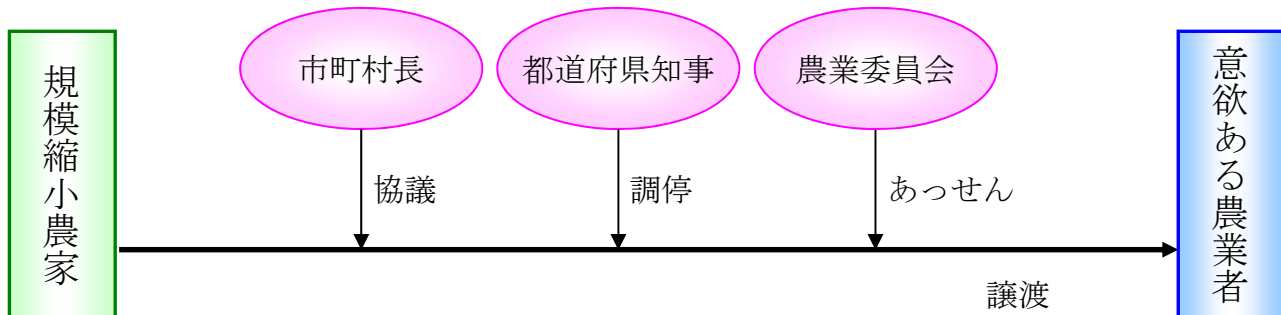 規模縮小農家
市町村長
都道府県知事
農業委員会
協議
調停
あっせん
譲渡
意欲ある農業者